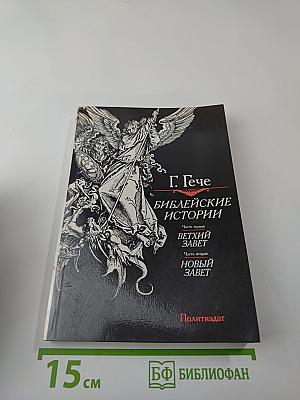 Г. Гече
БИБЛЕЙСКИЕ
ИСТОРИИ
Часть первая
ВЕТХИЙ
ЗАВЕТ
Часть вторая
НОВЫЙ
ЗАВЕТ
Политиздат
15 см
БФ БИБЛИОФАН